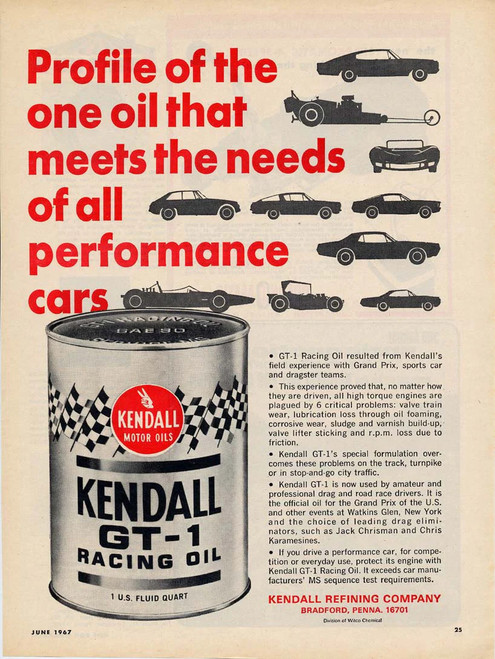 Profile of the
one oil that
meets the needs
of all
performance
cars
SAE 30
KENDALL
MOTOR OILS
KENDALL
GT-1
RACING OIL
1 U.S. FLUID QUART
• GT-1 Racing Oil resulted from Kendall's
field experience with Grand Prix, sports car
and dragster teams.
• This experience proved that, no matter how
they are driven, all high torque engines are
plagued by 6 critical problems: valve train
wear, lubrication loss through oil foaming,
corrosive wear, sludge and varnish build-up,
valve lifter sticking and r.p.m. loss due to
friction.
• Kendall GT-1's special formulation over-
comes these problems on the track, turnpike
or in stop-and-go city traffic.
• Kendall GT-1 is now used by amateur and
professional drag and road race drivers. It is
the official oil for the Grand Prix of the U.S.
and other events at Watkins Glen, New York
and the choice of leading drag elimi-
nators, such as Jack Chrisman and Chris
Karamesines.
• If you drive a performance car, for compe-
tition or everyday use, protect its engine with
Kendall GT-1 Racing Oil. It exceeds car manu-
facturers' MS sequence test requirements.
KENDALL REFINING COMPANY
BRADFORD, PENNA. 16701
Division of Witco Chemical
JUNE 1967
25